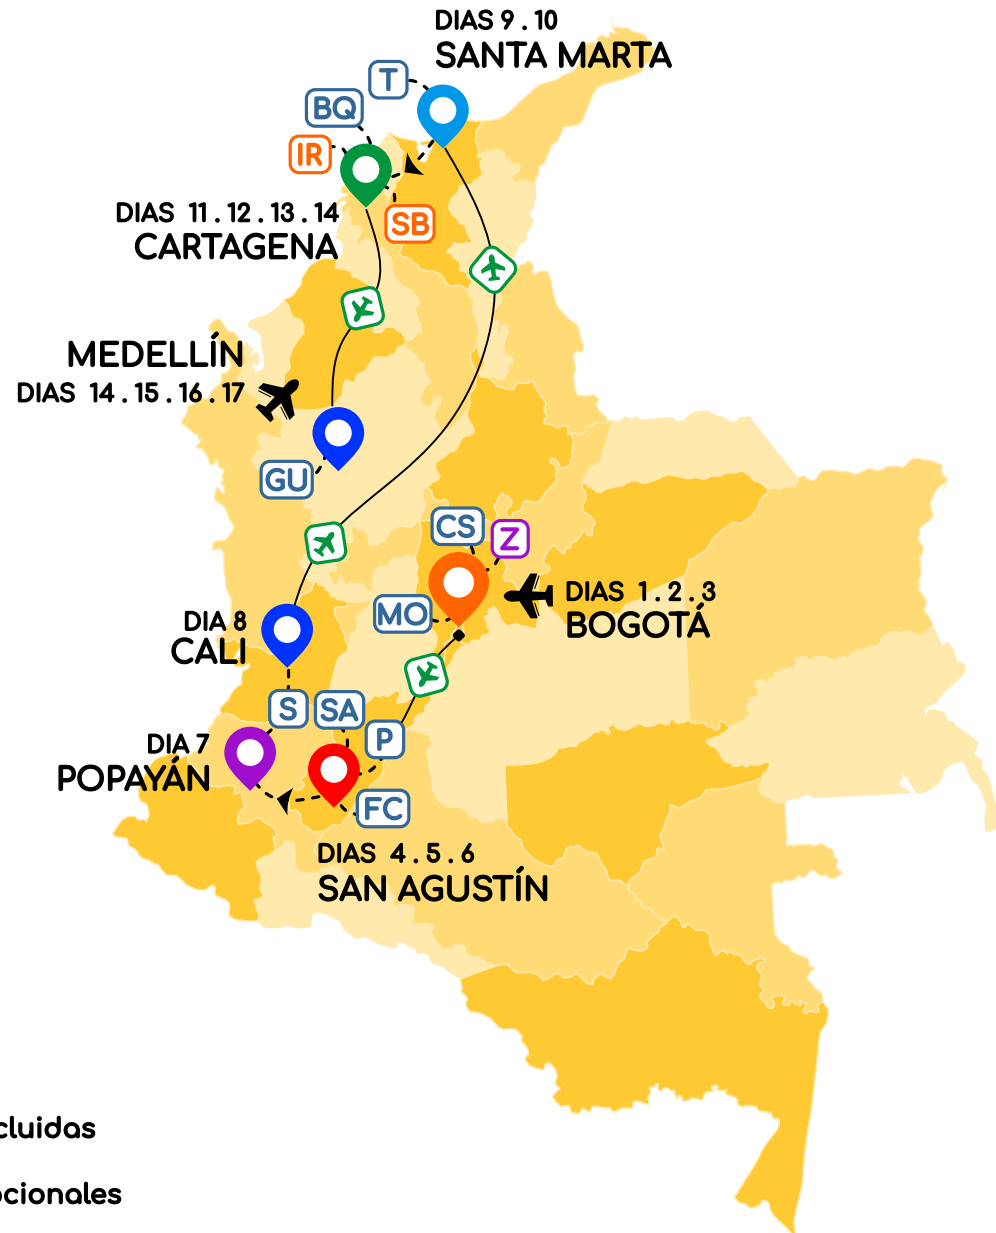 DIAS 9 . 10
SANTA MARTA
T
BQ
IR
SB
DIAS 11 . 12 . 13 . 14
CARTAGENA
MEDELLÍN
DIAS 14 . 15 . 16 . 17
GU
CS
Z
MO
DIAS 1 . 2 . 3
BOGOTÁ
DIA 8
CALI
S
SA
P
DIA 7
POPAYÁN
FC
DIAS 4 . 5 . 6
SAN AGUSTÍN
cluidas
cionales